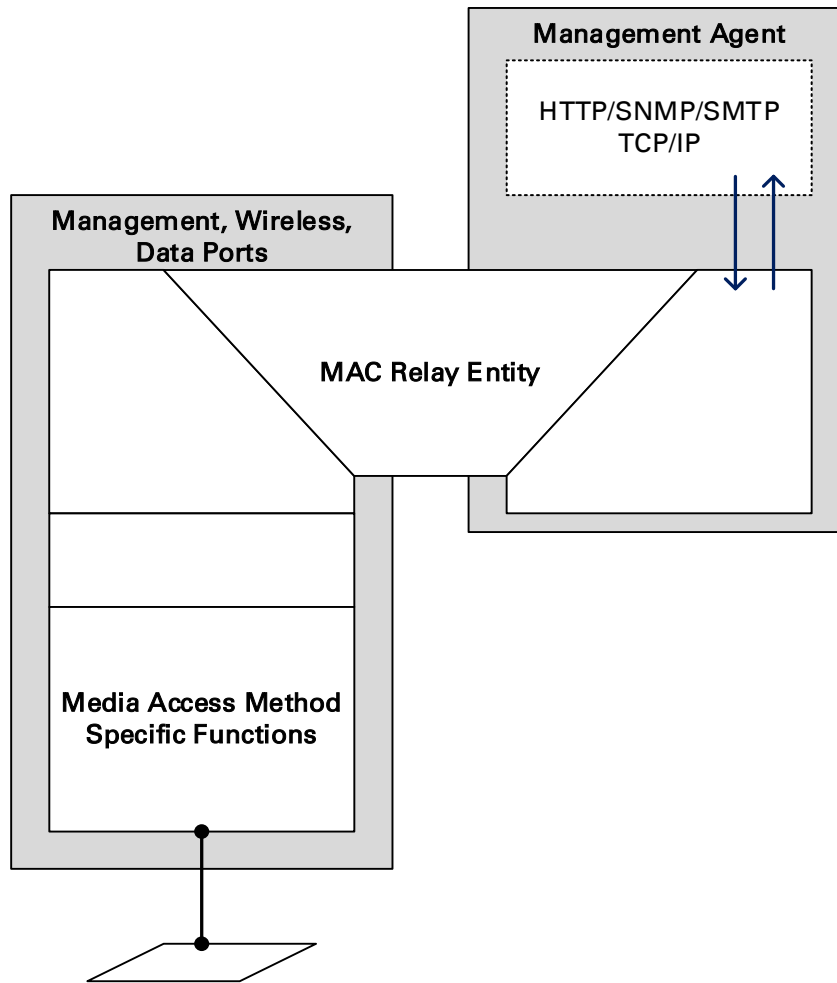 Management Agent
HTTP/SNMP/SMTP
TCP/IP
Management, Wireless,
Data Ports
MAC Relay Entity
Media Access Method
Specific Functions